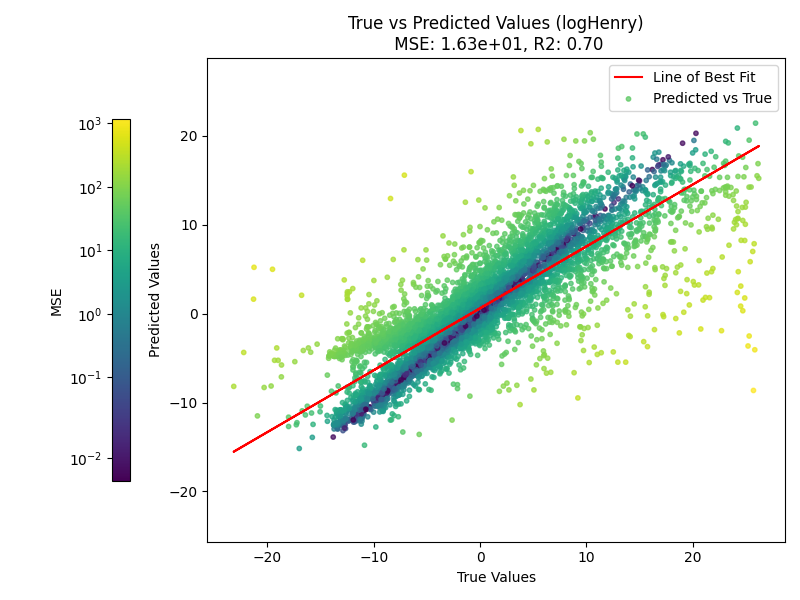 True vs Predicted Values (logHenry)
MSE: 1.63e+01, R2: 0.70
Line of Best Fit
Predicted vs True
10³
10²
10¹
10⁰
10⁻¹
10⁻²
MSE
20
10
0
−10
−20
Predicted Values
−20
−10
0
10
20
True Values